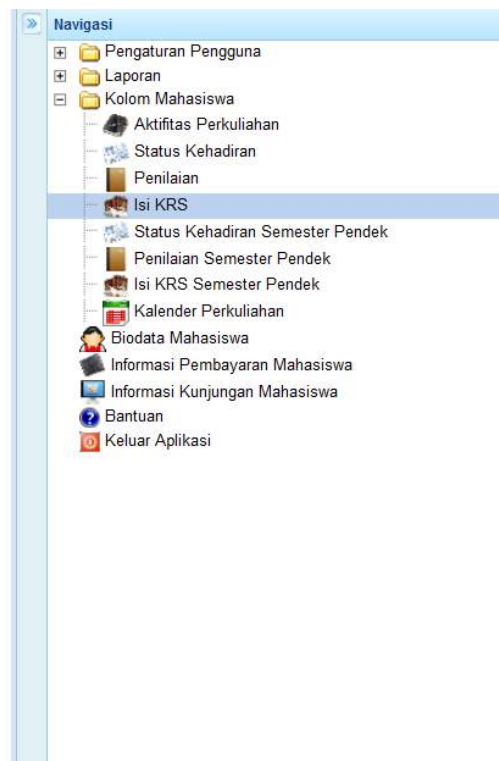 Navigasi
Pengaturan Pengguna
Laporan
Kolom Mahasiswa
Aktifitas Perkuliahan
Status Kehadiran
Penilaian
Isi KRS
Status Kehadiran Semester Pendek
Penilaian Semester Pendek
Isi KRS Semester Pendek
Kalender Perkuliahan
Biodata Mahasiswa
Informasi Pembayaran Mahasiswa
Informasi Kunjungan Mahasiswa
Bantuan
Keluar Aplikasi